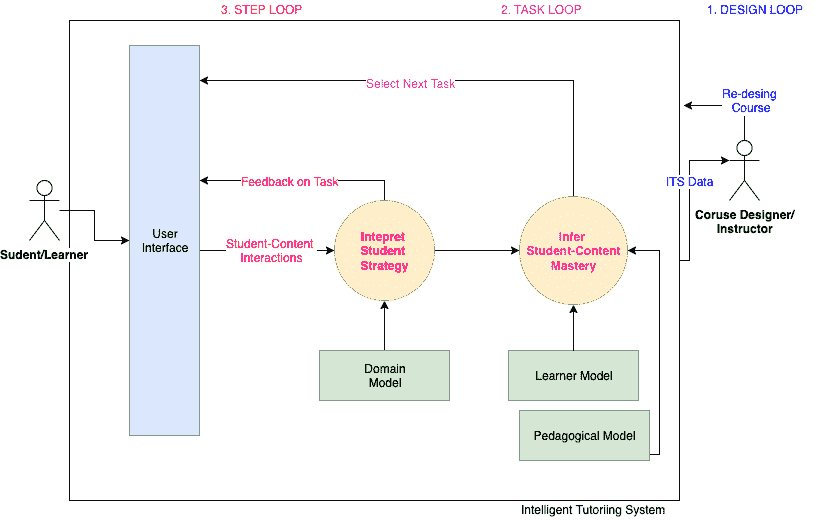 3. STEP LOOP
2. TASK LOOP
1. DESIGN LOOP
Select Next Task
Re-desing
Course
Feedback on Task
ITS Data
Coruse Designer/
Instructor
User
Interface
Sudent/Learner
Student-Content
Interactions
Intepret
Student
Strategy
Infer
Student-Content
Mastery
Domain
Model
Learner Model
Pedagogical Model
Intelligent Tutoriing System